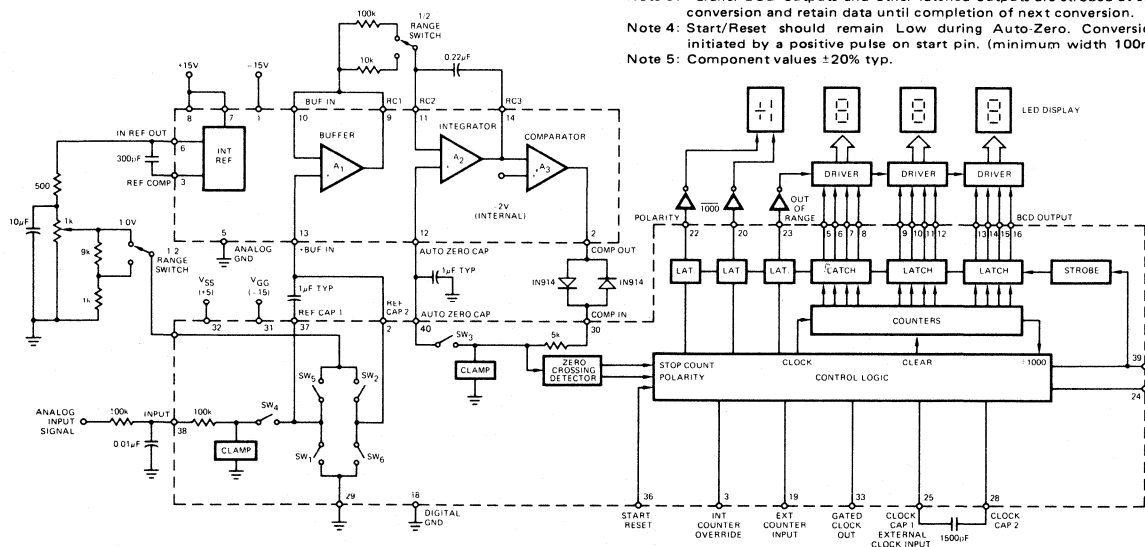 conversion and retain data until completion of next conversion.
Note 4: Start/Reset should remain Low during Auto-Zero. Conversi
initiated by a positive pulse on start pin. (minimum width 100n
Note 5: Component values ±20% typ.
100k
1/2
RANGE
SWITCH
10k
0.22µF
+15V
-15V
8
7
1
BUF IN
10
RC1
9
RC2
11
RC3
14
IN REF OUT
6
INT
REF
BUFFER
A1
INTEGRATOR
A2
COMPARATOR
A3
300µF
REF COMP
3
-2V
(INTERNAL)
500
10µF
1k
1.0V
9k
1k
1 2
RANGE
SWITCH
5
ANALOG
GND
13
+BUF IN
12
AUTO ZERO CAP
2
COMP OUT
1µF TYP
1µF TYP
IN914
IN914
VSS
(+5)
VGG
(-15)
32
31
REF CAP 1
37
REF
CAP 2
2
AUTO ZERO CAP
40
COMP IN
30
SW3
5k
CLAMP
ZERO
CROSSING
DETECTOR
SW5
SW2
SW4
SW1
SW6
ANALOG
INPUT
SIGNAL
100k
INPUT
38
100k
0.01µF
CLAMP
29
18
DIGITAL
GND
LED DISPLAY
DRIVER
DRIVER
DRIVER
POLARITY
22
1000
20
OUT
OF
RANGE
23
BCD OUTPUT
5
6
7
8
9
10
11
12
13
14
15
16
LAT.
LAT
LAT.
LATCH
LATCH
LATCH
STROBE
COUNTERS
CLOCK
CLEAR
÷1000
STOP COUNT
POLARITY
CONTROL LOGIC
39
24
36
START
RESET
3
INT
COUNTER
OVERRIDE
19
EXT
COUNTER
INPUT
33
GATED
CLOCK
OUT
25
CLOCK
CAP 1
EXTERNAL
CLOCK INPUT
28
CLOCK
CAP 2
1500pF